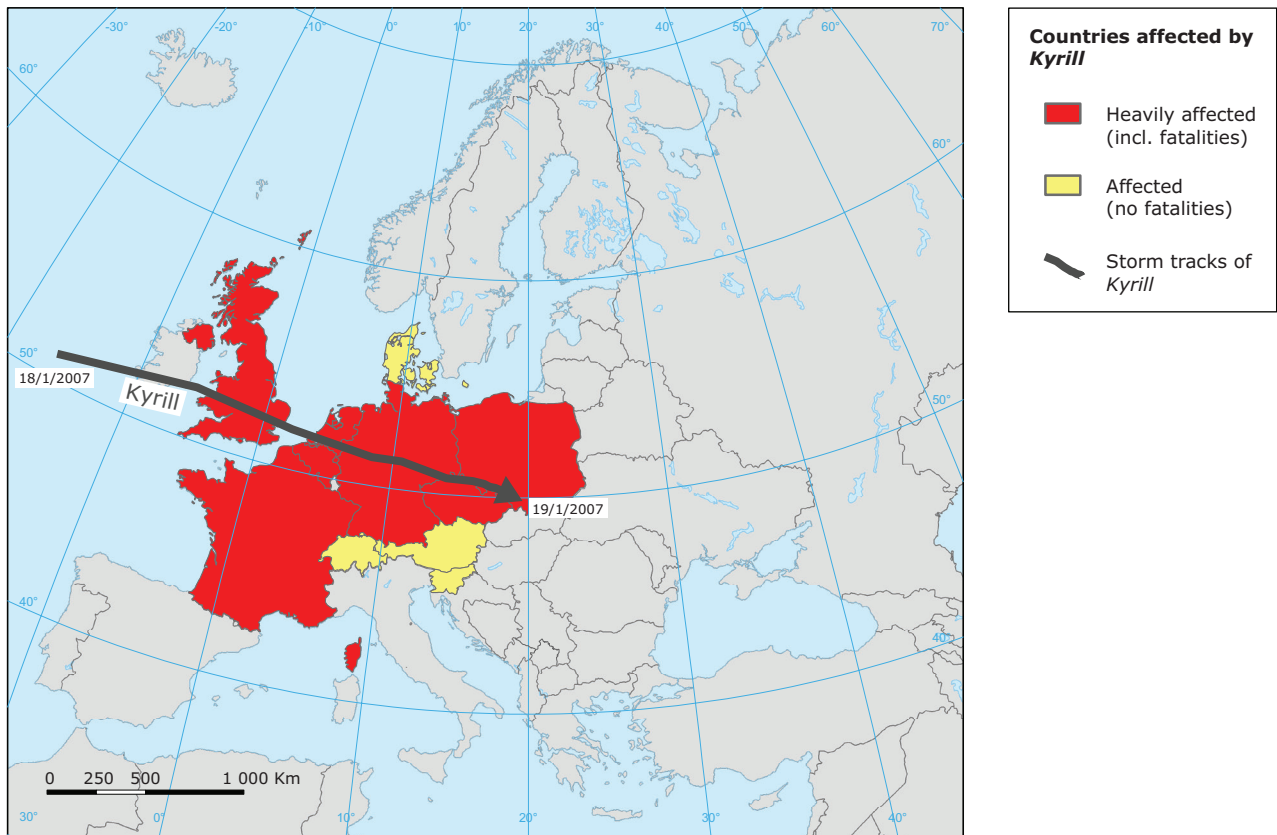 -30°
-20°
-10°
0°
10°
20°
30°
40°
50°
60°
70°
60°
60°
50°
50°
18/1/2007
Kyrill
19/1/2007
40°
40°
0 250 500 1 000 Km
30°
0°
10°
20°
30°
40°
Countries affected by
Kyrill
Heavily affected
(incl. fatalities)
Affected
(no fatalities)
Storm tracks of
Kyrill